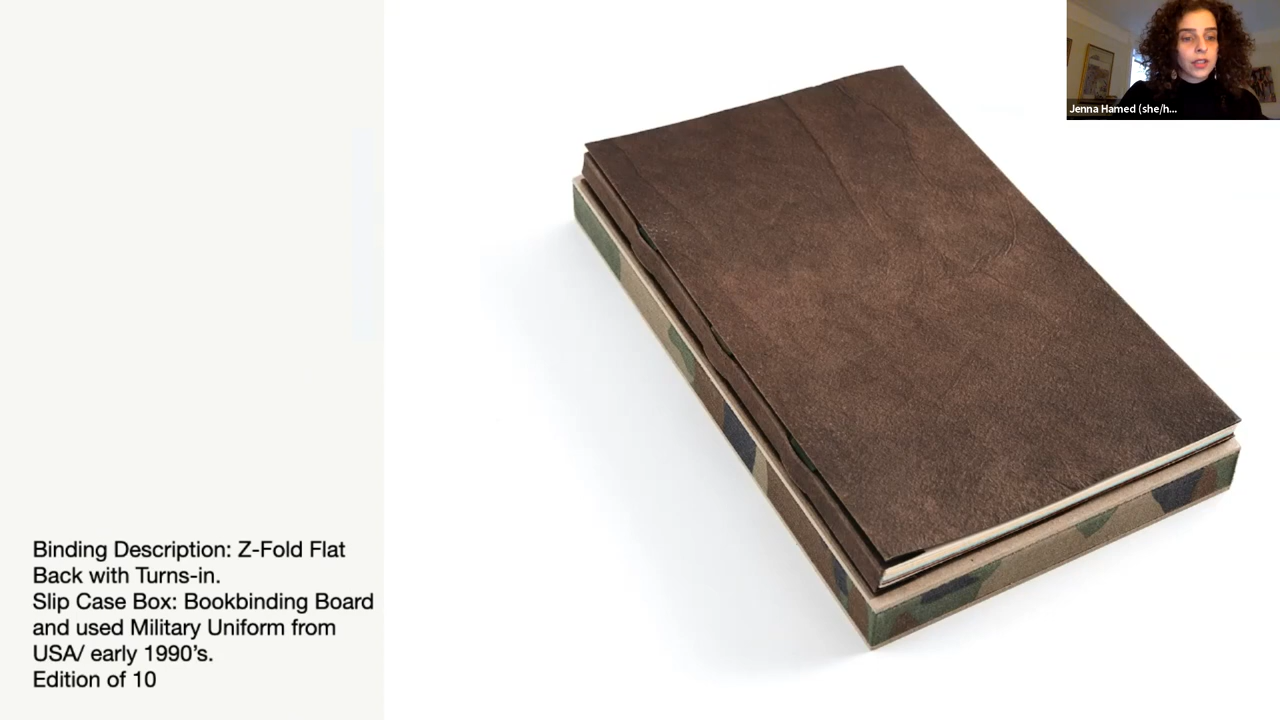 Jenna Hamed (she/h...
Binding Description: Z-Fold Flat
Back with Turns-in.
Slip Case Box: Bookbinding Board
and used Military Uniform from
USA/ early 1990’s.
Edition of 10